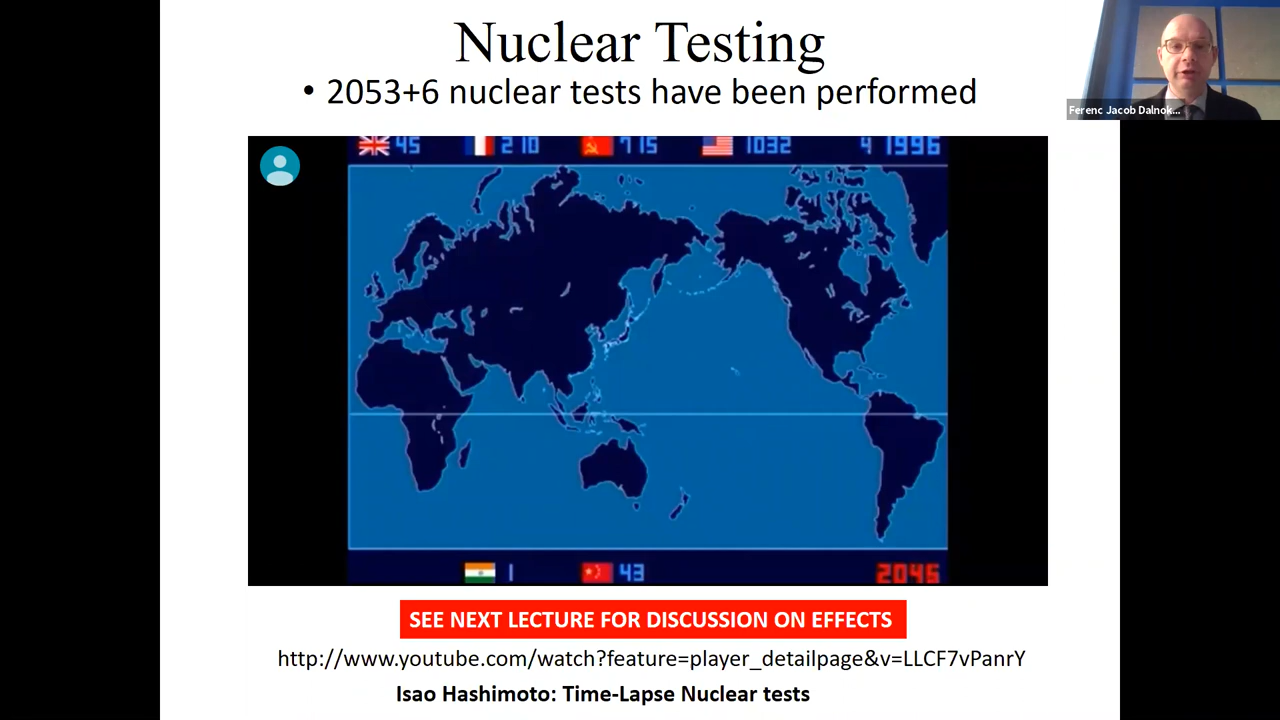 Nuclear Testing
• 2053+6 nuclear tests have been performed
Ferenc Jacob Dalnok...
45 210 715 1032 4 1996
1 43 2045
SEE NEXT LECTURE FOR DISCUSSION ON EFFECTS
http://www.youtube.com/watch?feature=player_detailpage&v=LLCF7vPanrY
Isao Hashimoto: Time-Lapse Nuclear tests